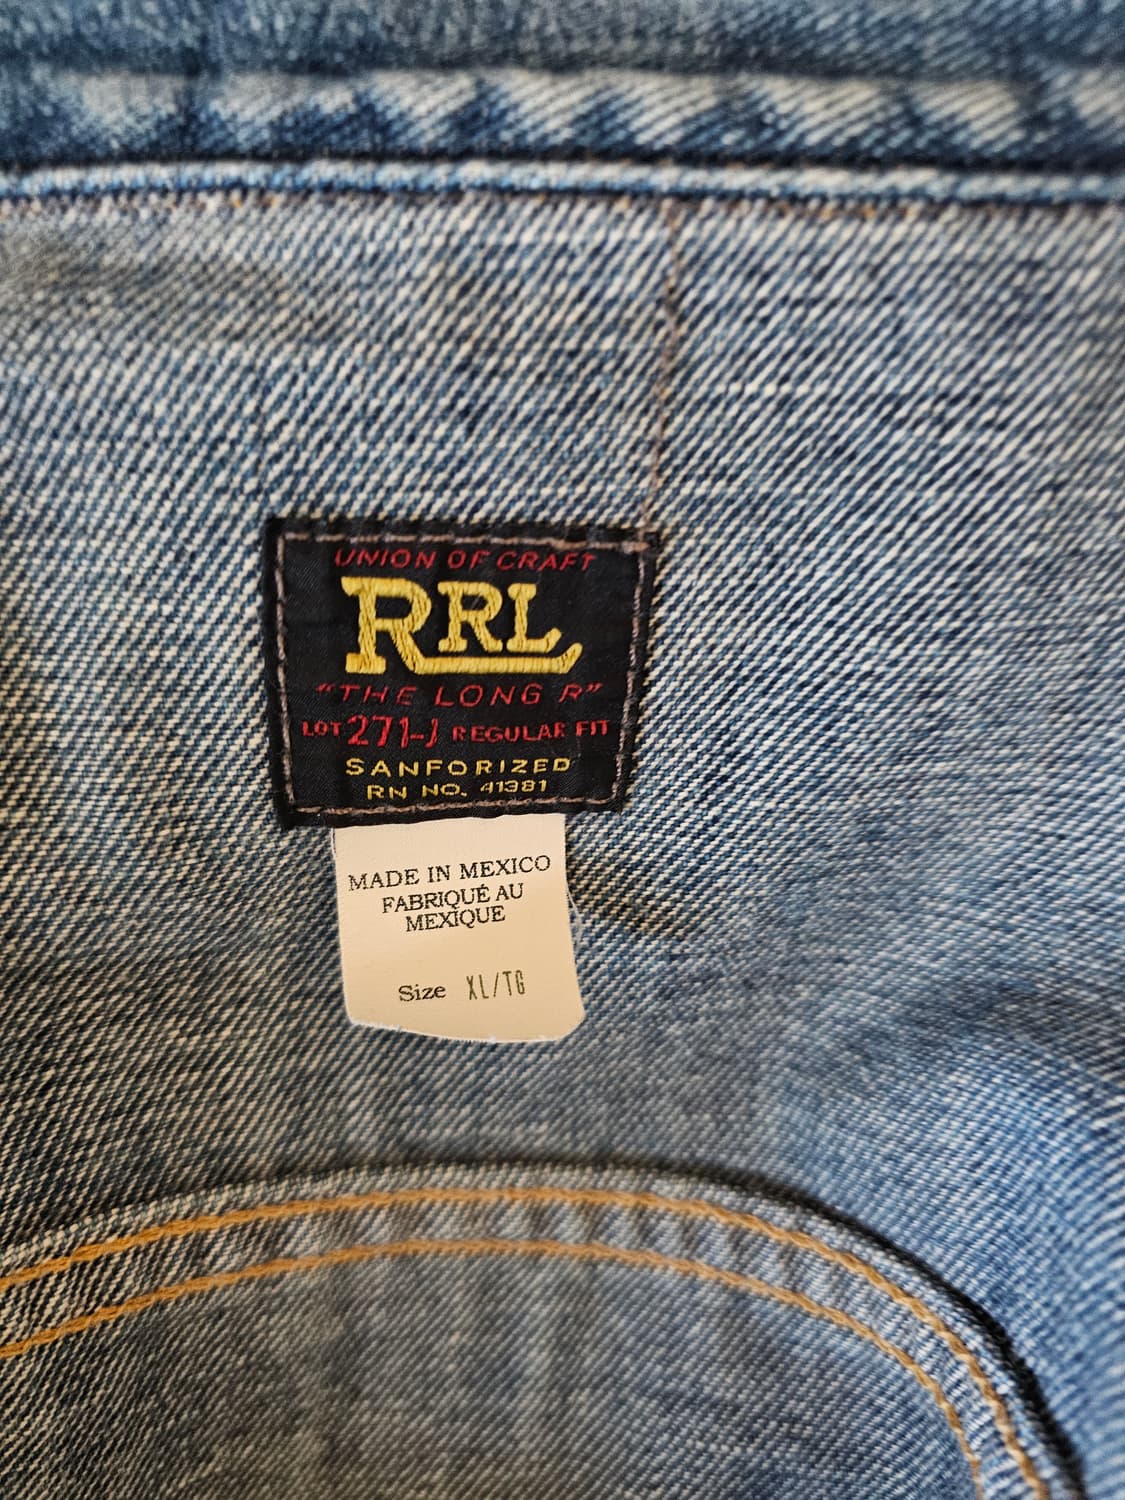 UNION OF CRAFT
RRL
"THE LONG R"
LOT 271-J REGULAR FIT
SANFORIZED
RN NO. 41381
MADE IN MEXICO
FABRIQUÉ AU
MEXIQUE
Size XL/TG